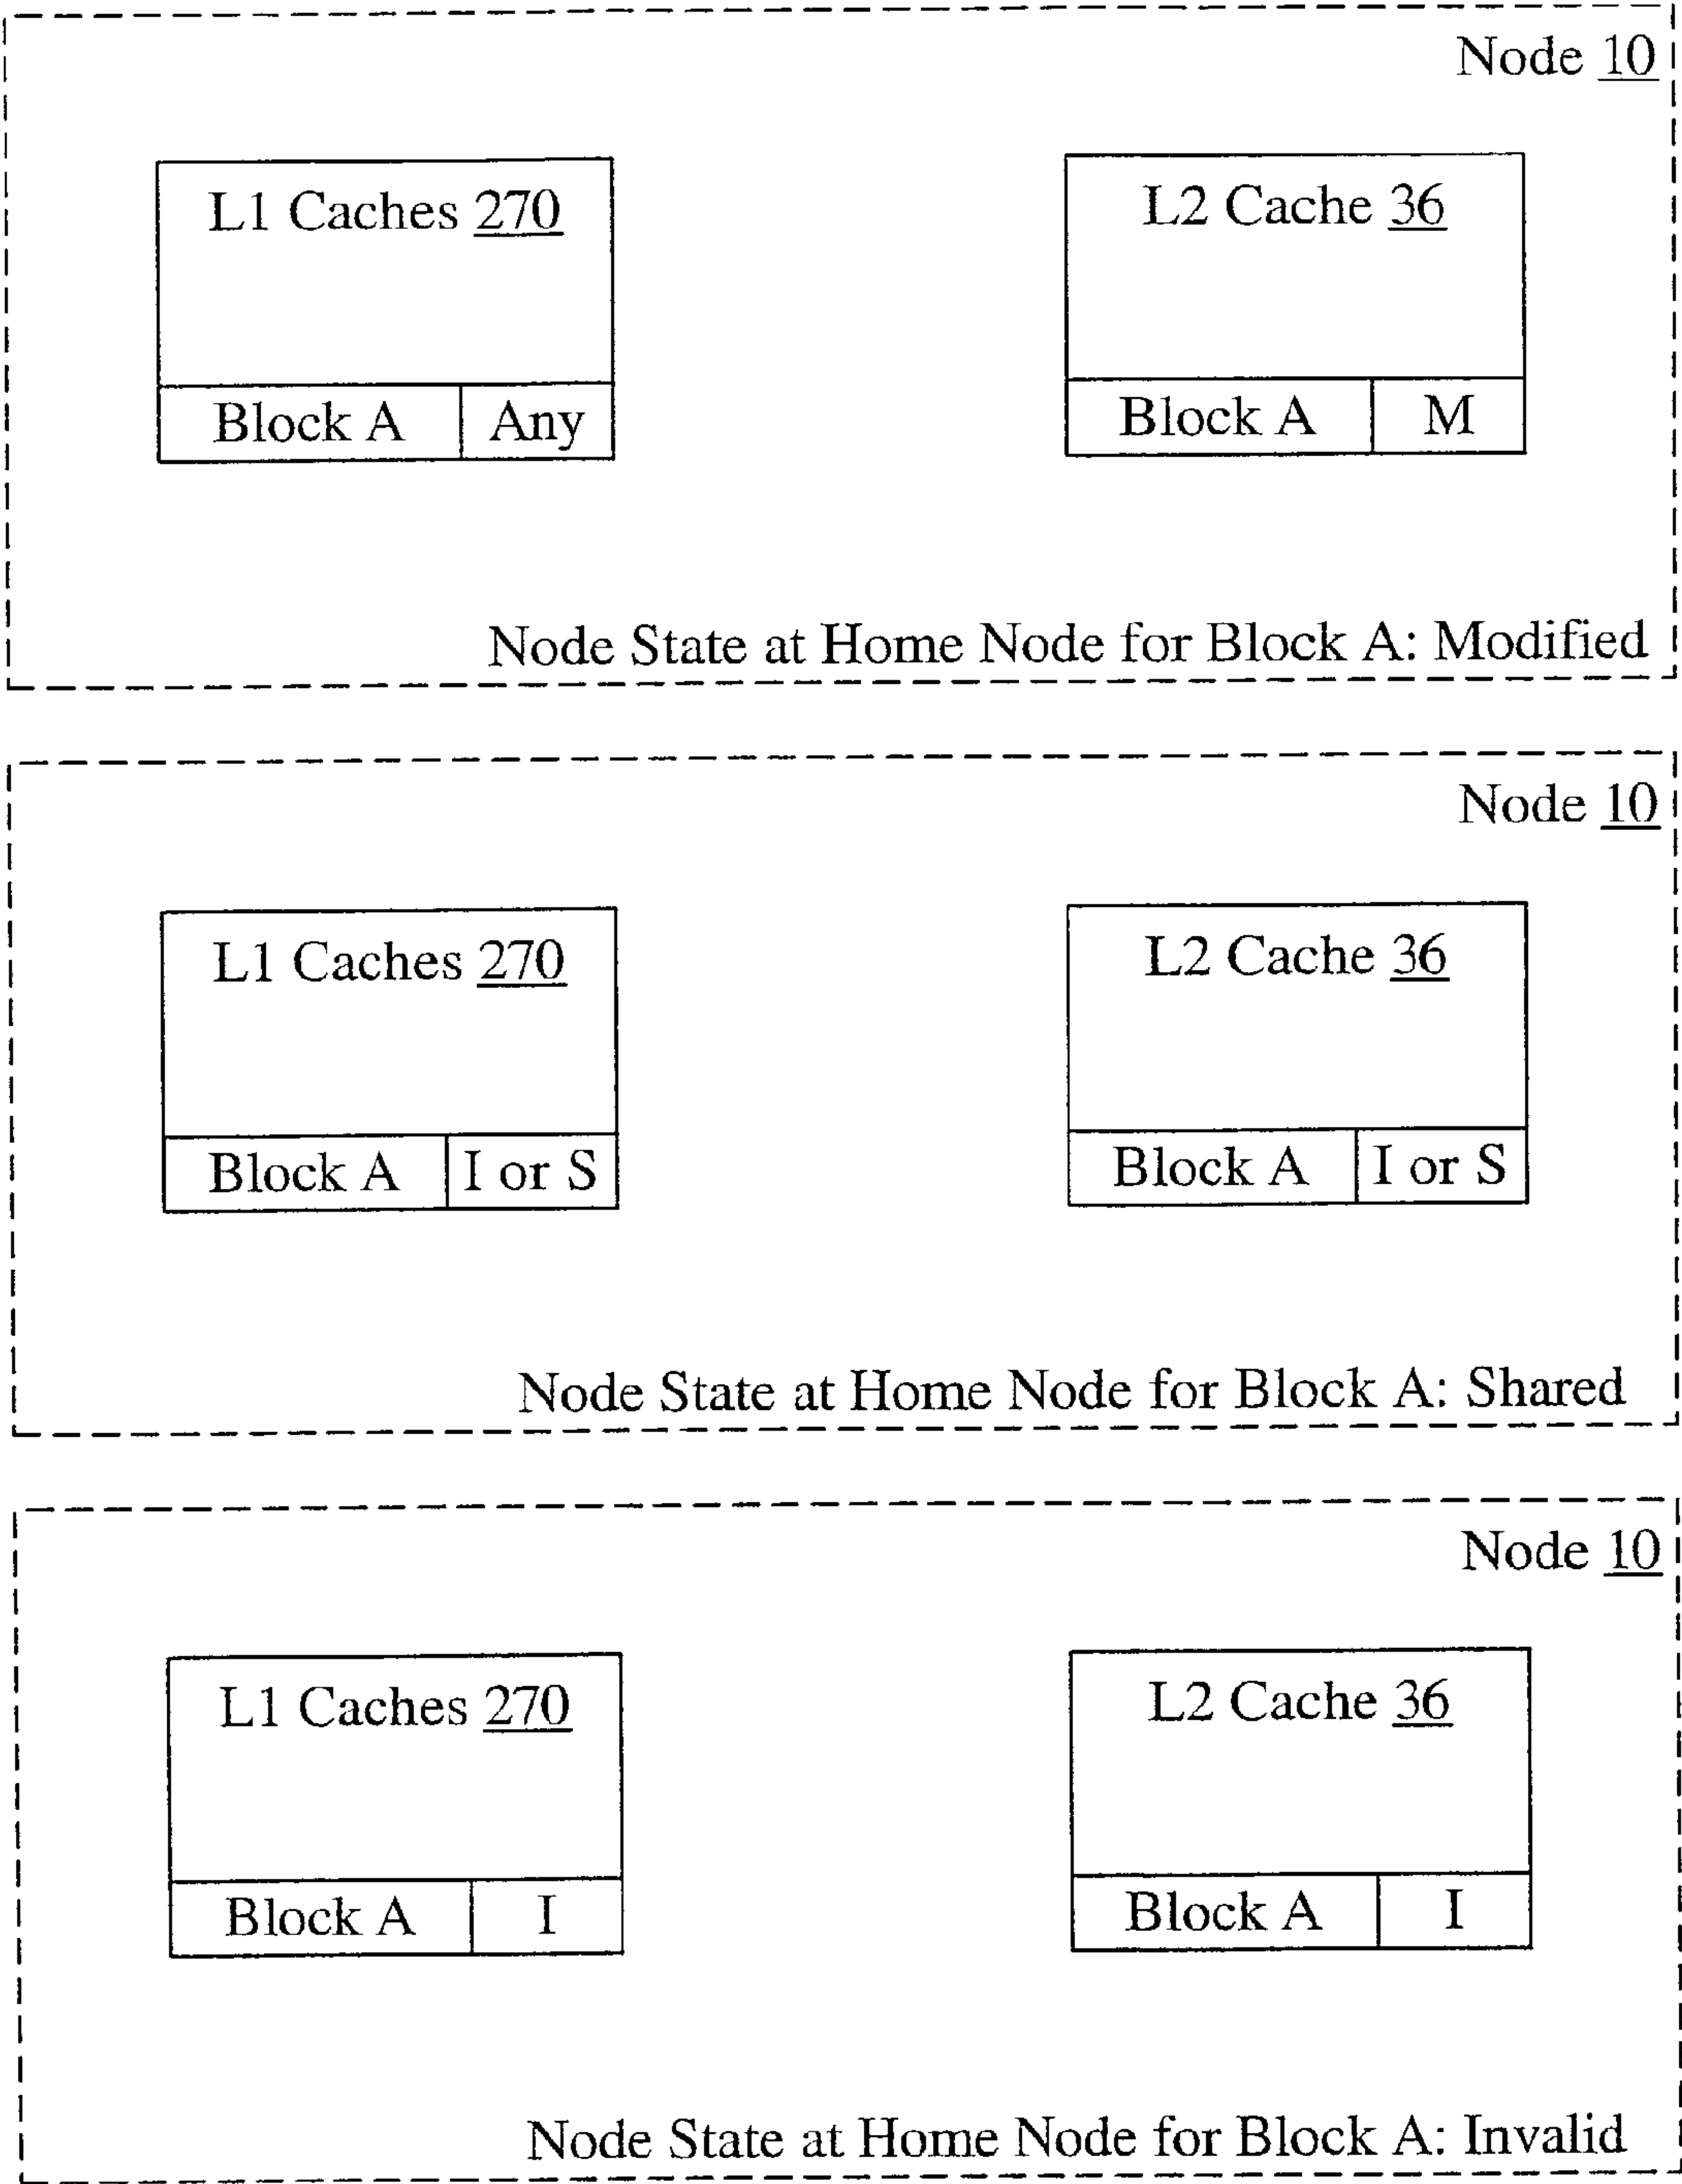 Node 10
L1 Caches 270
L2 Cache 36
Block A
Any
Block A
M
Node State at Home Node for Block A: Modified
Node 10
L1 Caches 270
L2 Cache 36
Block A
I or S
Block A
I or S
Node State at Home Node for Block A: Shared
Node 10
L1 Caches 270
L2 Cache 36
Block A
I
Block A
I
Node State at Home Node for Block A: Invalid